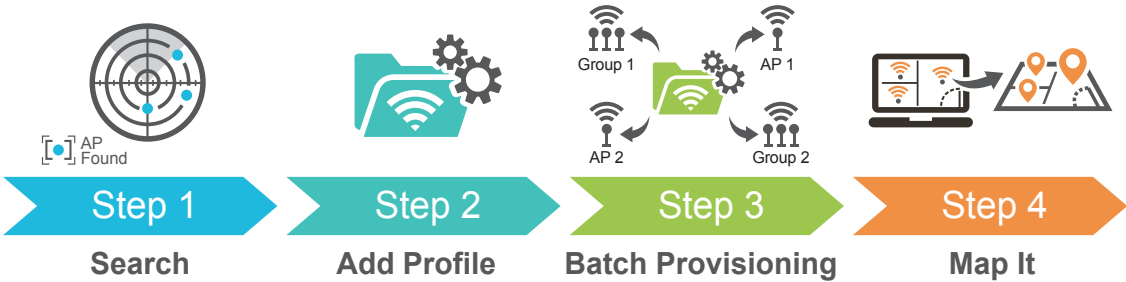 AP
Found
Group 1
AP 1
AP 2
Group 2
Step 1
Step 2
Step 3
Step 4
Search
Add Profile
Batch Provisioning
Map It